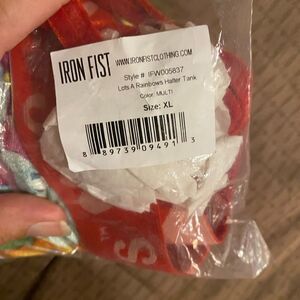 IRON FIST
WWW.IRONFISTCLOTHING.COM
Style # IFW005837
Lots A Rainbows Halter Tank
Color: MULTI
Size: XL
8 89739 09491 3